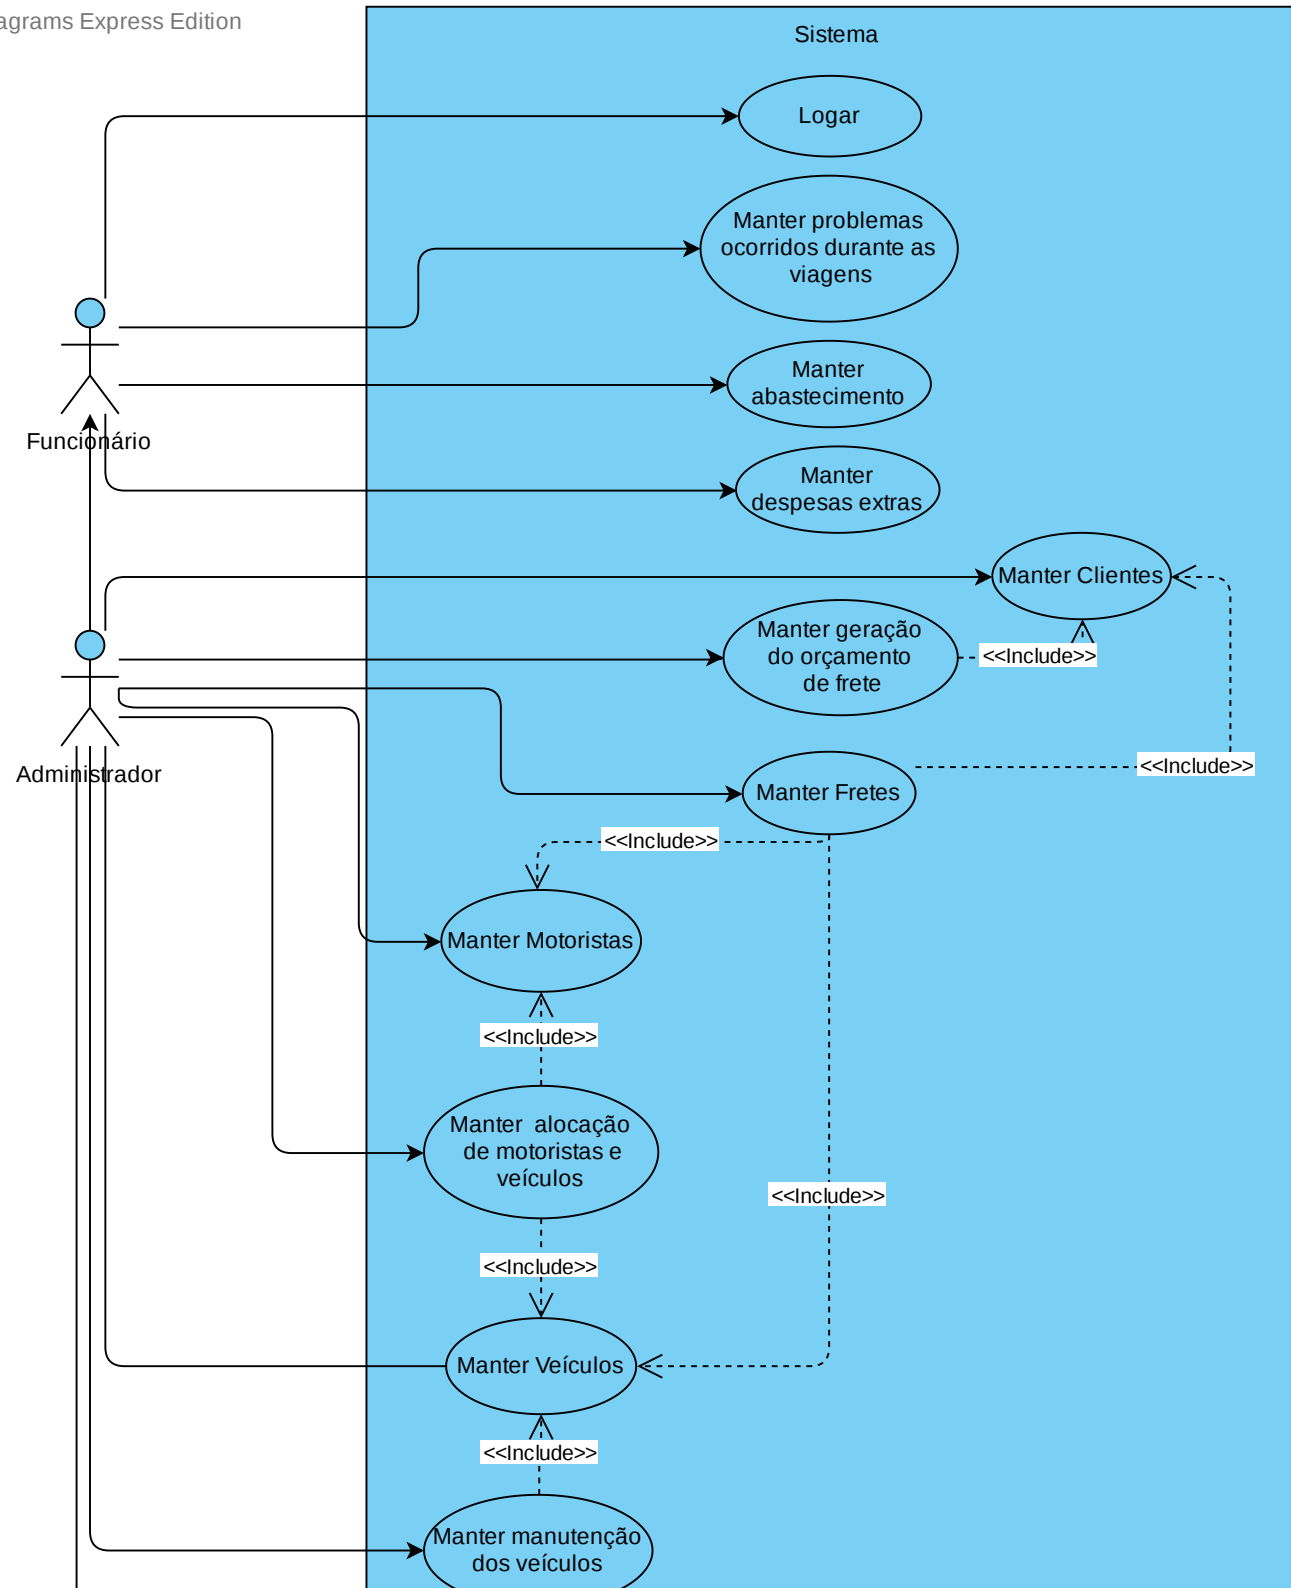 agrams Express Edition
Sistema
Logar
Manter problemas
ocorridos durante as
viagens
Manter
abastecimento
Funcionário
Manter
despesas extras
Manter Clientes
Manter geração
do orçamento
de frete
<<Include>>
Administrador
Manter Fretes
<<Include>>
<<Include>>
Manter Motoristas
<<Include>>
Manter alocação
de motoristas e
veículos
<<Include>>
<<Include>>
Manter Veículos
<<Include>>
Manter manutenção
dos veículos